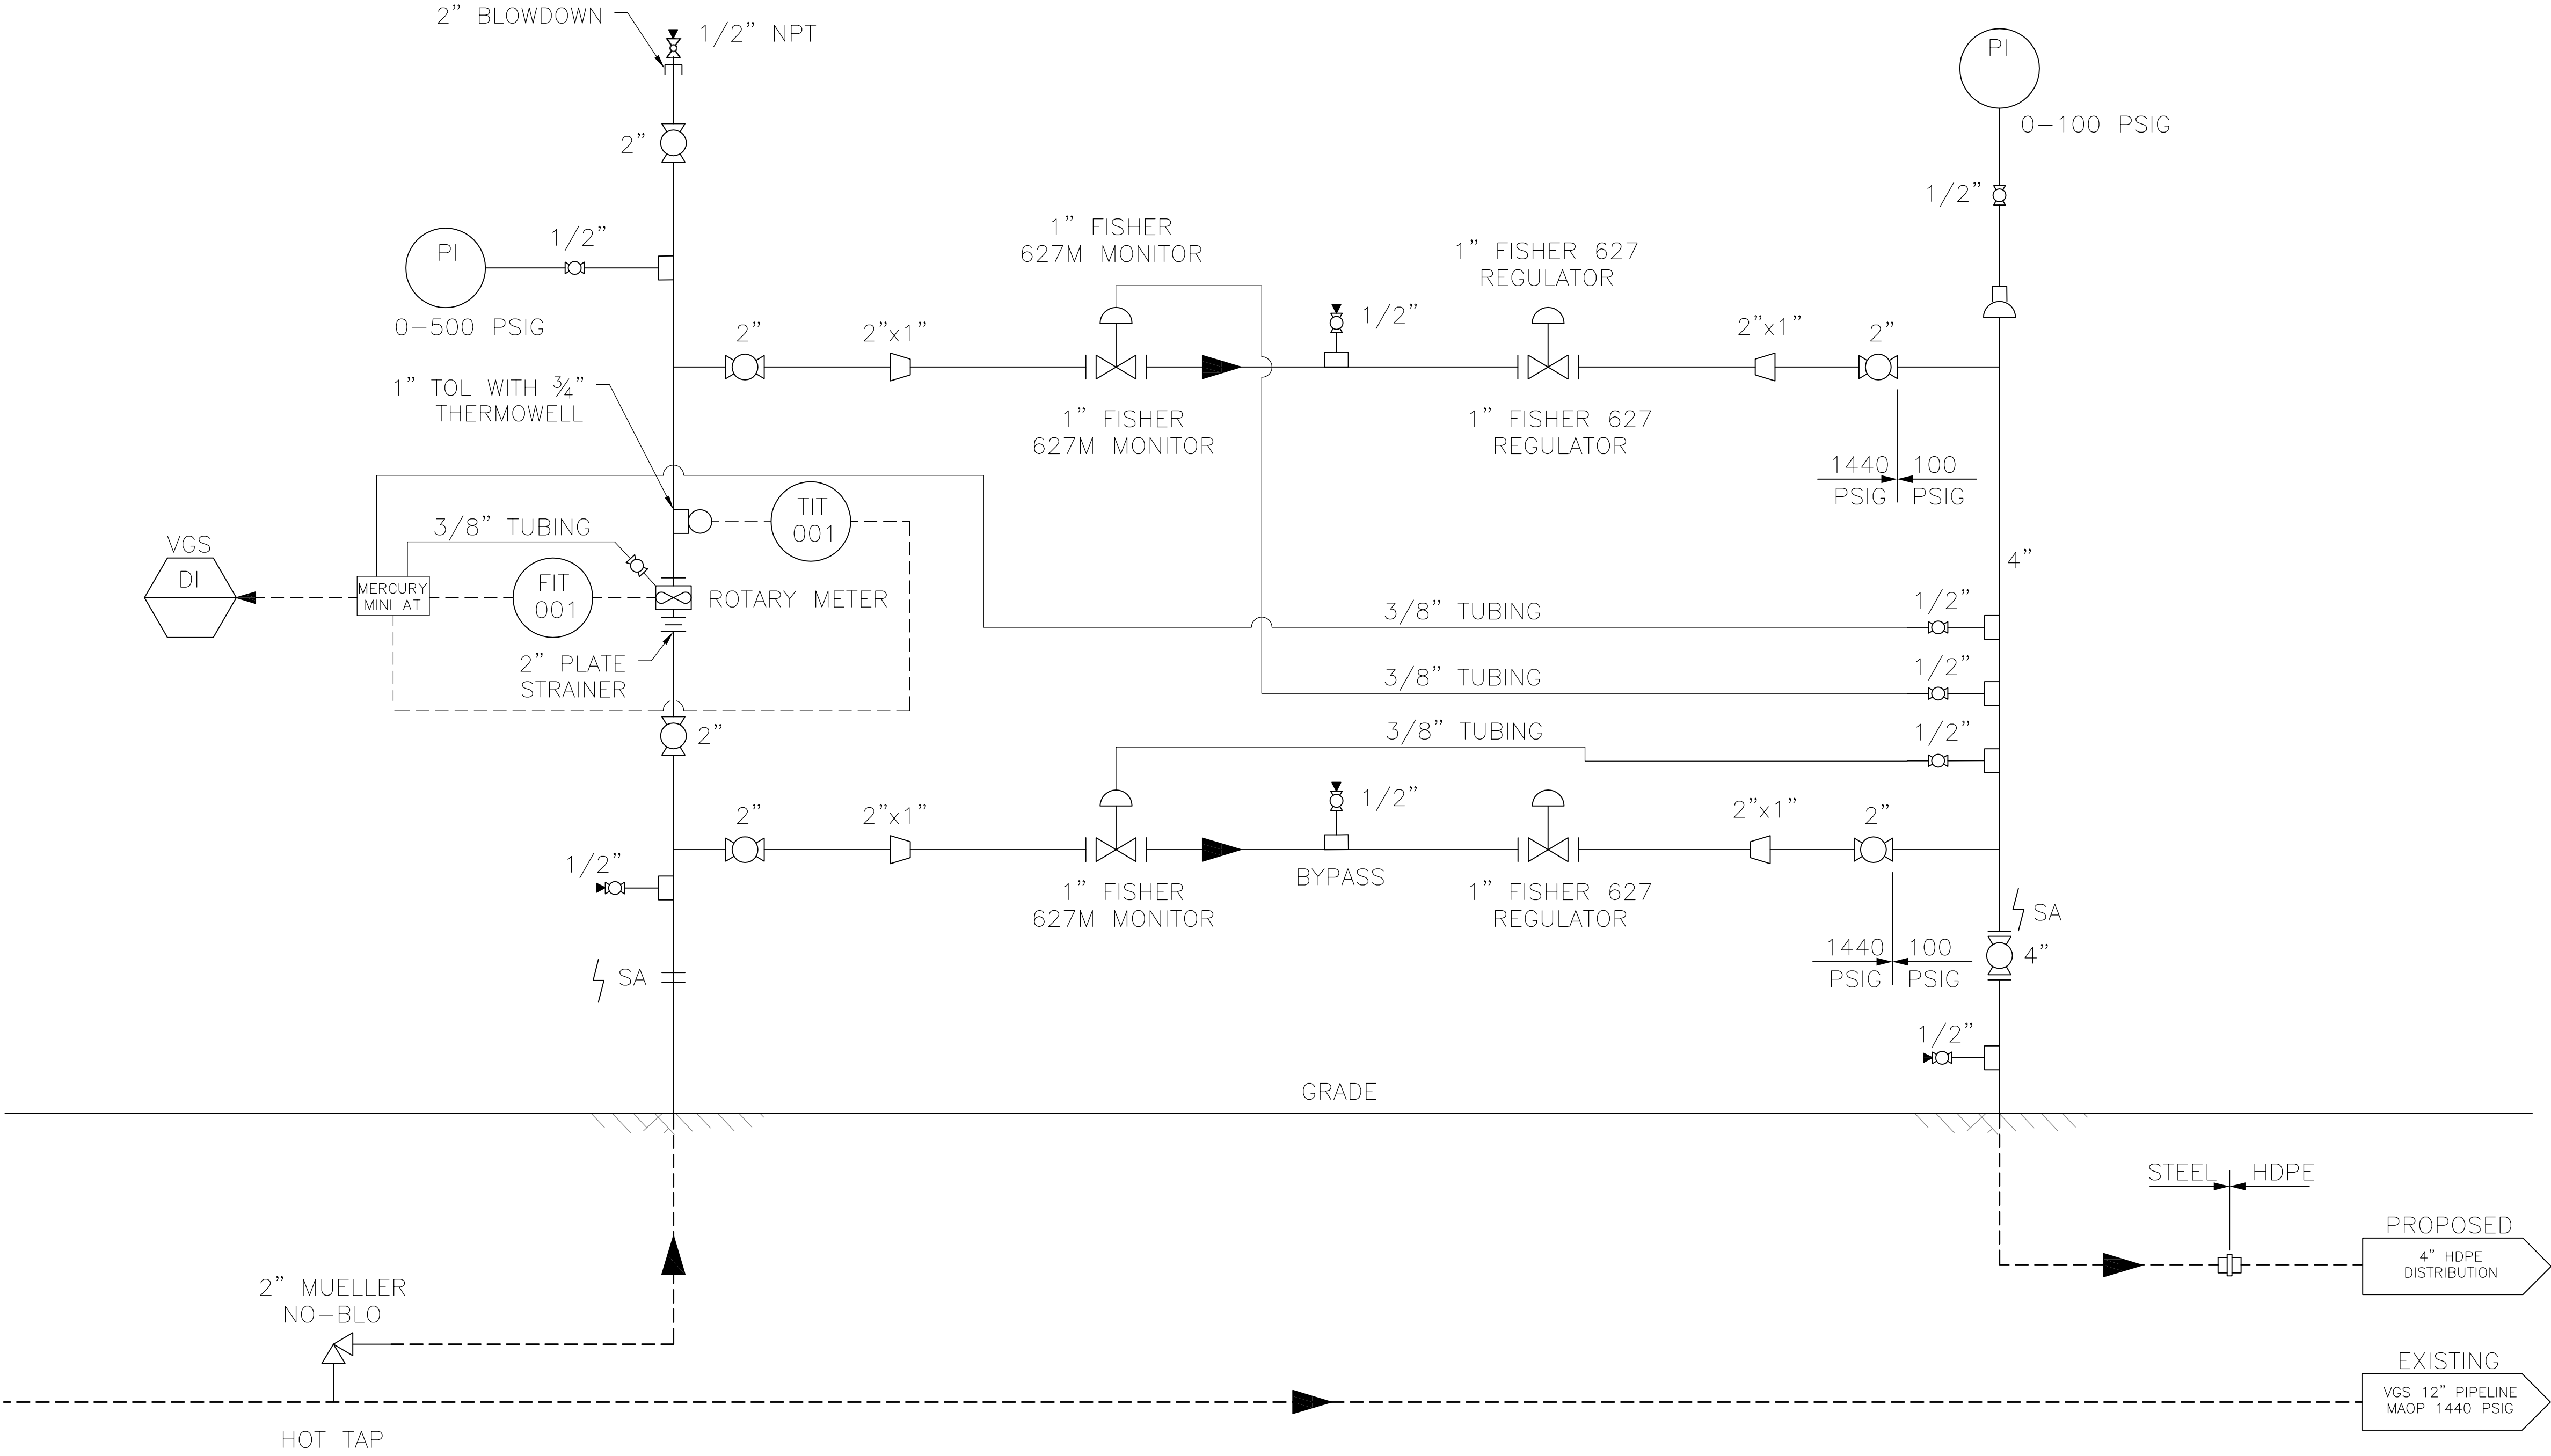 2” BLOWDOWN
1/2” NPT
PI
0-100 PSIG
2”
1/2”
PI
1/2”
0-500 PSIG
1” FISHER
627M MONITOR
1” FISHER 627
REGULATOR
2”
2”x1”
1/2”
2”x1”
2”
1” TOL WITH ¾”
THERMOWELL
1” FISHER
627M MONITOR
1” FISHER 627
REGULATOR
1440
PSIG
100
PSIG
TIT
001
3/8” TUBING
VGS
DI
MERCURY
MINI AT
FIT
001
ROTARY METER
4”
3/8” TUBING
1/2”
2” PLATE
STRAINER
3/8” TUBING
1/2”
2”
3/8” TUBING
1/2”
2”
2”x1”
1/2”
2”x1”
2”
1/2”
BYPASS
1” FISHER
627M MONITOR
1” FISHER 627
REGULATOR
SA
1440
PSIG
100
PSIG
4”
SA
1/2”
GRADE
STEEL
HDPE
PROPOSED
4” HDPE
DISTRIBUTION
2” MUELLER
NO-BLO
EXISTING
VGS 12” PIPELINE
MAOP 1440 PSIG
HOT TAP